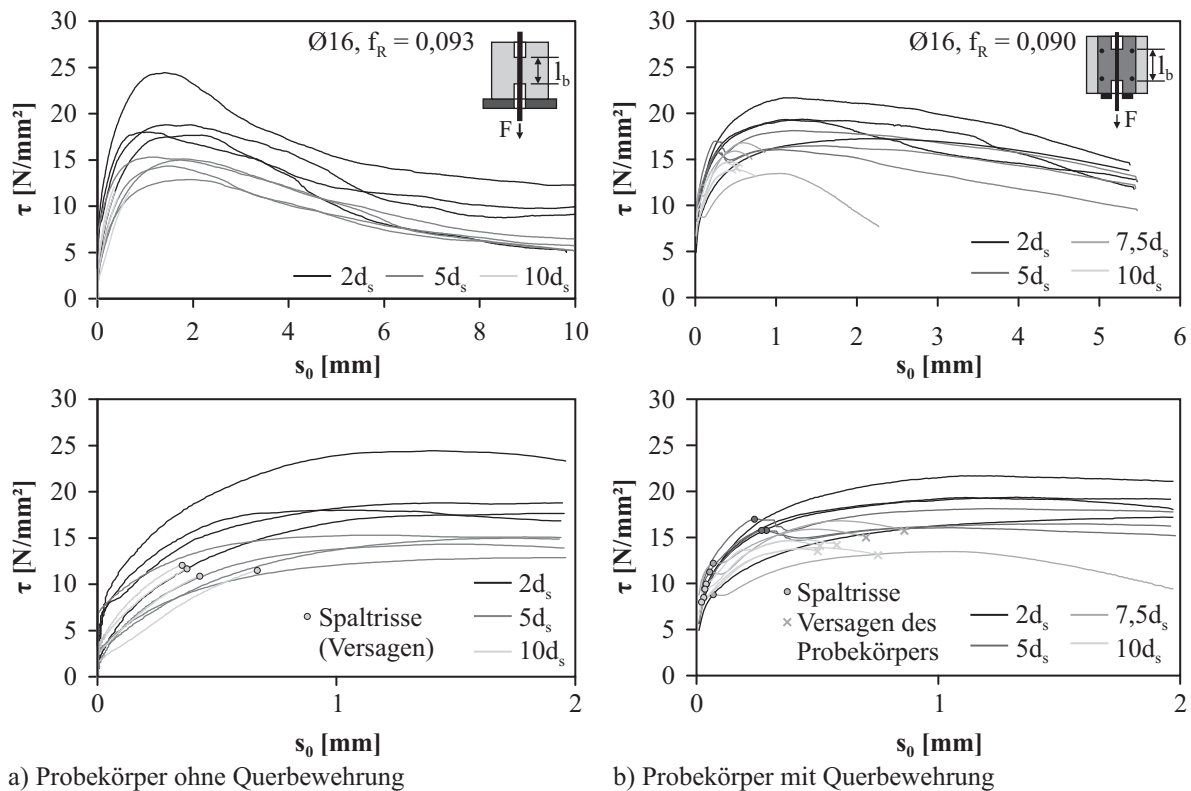 30
25
20
15
10
5
0
τ [N/mm²]
Ø16, f_R = 0,093
l_b
F
2d_s 5d_s 10d_s
0 2 4 6 8 10
s_0 [mm]
30
25
20
15
10
5
0
τ [N/mm²]
Ø16, f_R = 0,090
l_b
F
2d_s 7,5d_s
5d_s 10d_s
0 1 2 3 4 5 6
s_0 [mm]
30
25
20
15
10
5
0
τ [N/mm²]
Spaltrisse
(Versagen)
2d_s
5d_s
10d_s
0 1 2
s_0 [mm]
30
25
20
15
10
5
0
τ [N/mm²]
Spaltrisse
Versagen des
Probekörpers
2d_s 7,5d_s
5d_s 10d_s
0 1 2
s_0 [mm]
a) Probekörper ohne Querbewehrung
b) Probekörper mit Querbewehrung